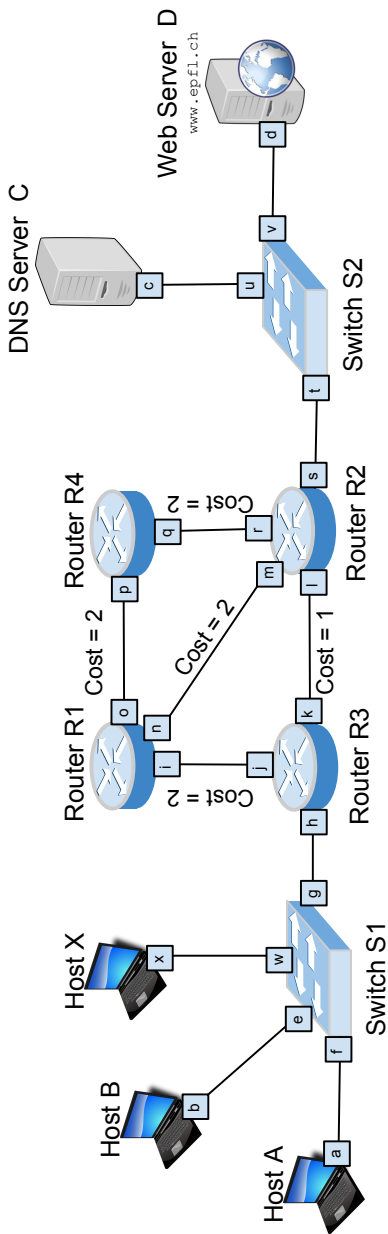 DNS Server C
Web Server D
www.epfl.ch
c
d
u
v
Switch S2
t
Router R4
p
q
Cost = 2
r
s
Router R2
m
l
Cost = 2
Cost = 2
Cost = 1
Router R1
o
n
i
Cost = 2
j
k
Router R3
h
g
Host X
x
w
Host B
b
e
Switch S1
f
Host A
a